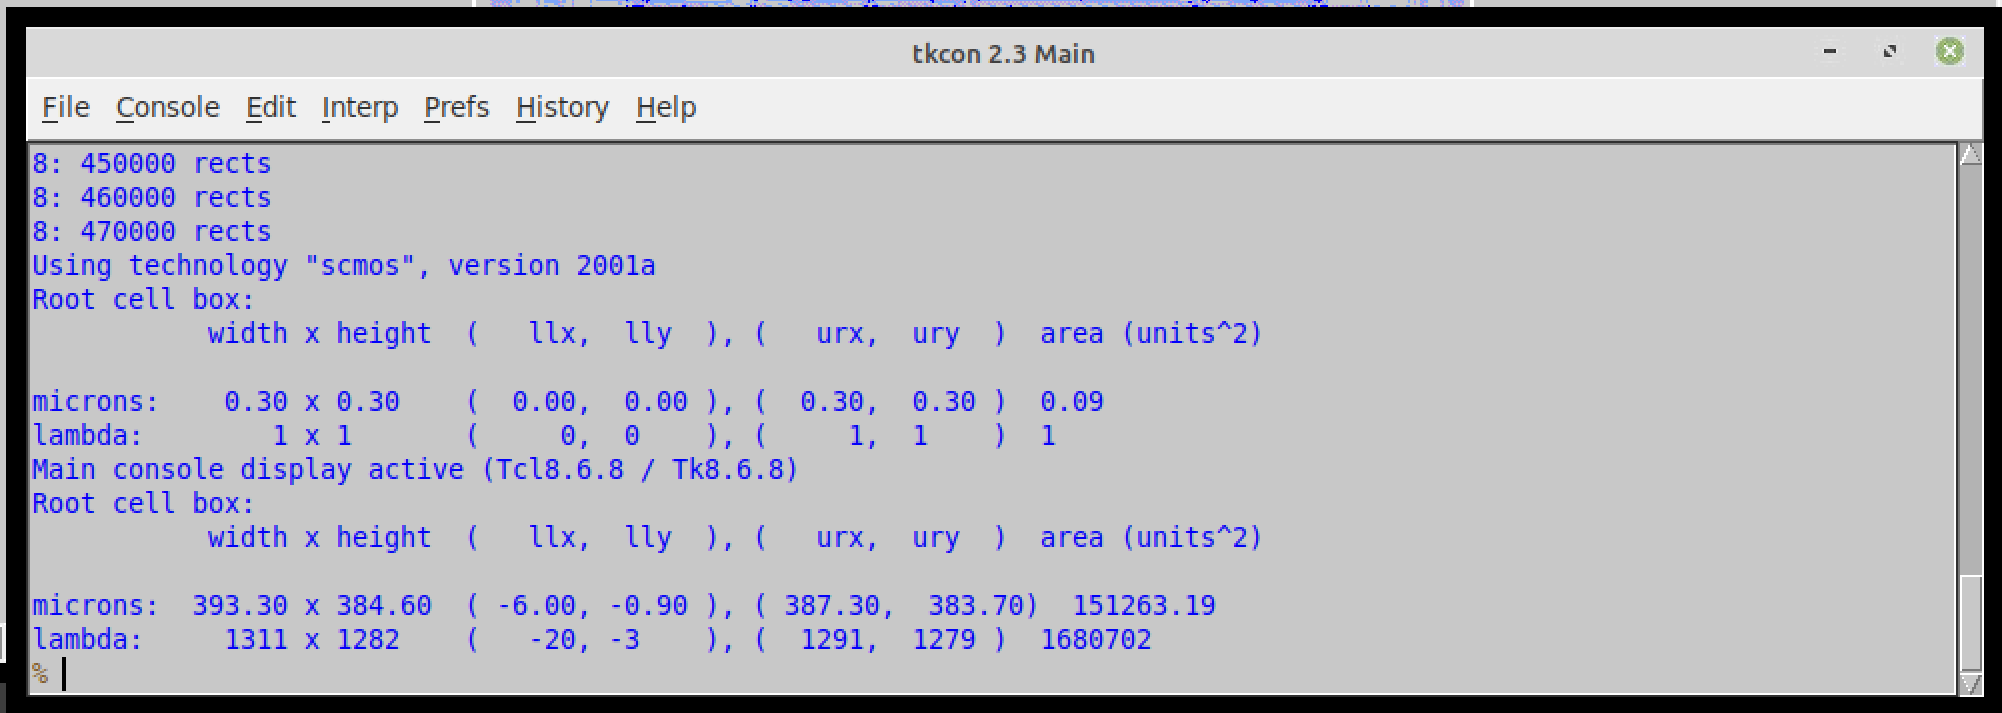 tkcon 2.3 Main
File Console Edit Interp Prefs History Help
8: 450000 rects
8: 460000 rects
8: 470000 rects
Using technology "scmos", version 2001a
Root cell box:
           width x height  (   llx,  lly  ), (   urx,  ury  )  area (units^2)
microns:    0.30 x 0.30    (  0.00,  0.00 ), (  0.30,  0.30 )  0.09
lambda:        1 x 1       (     0,  0    ), (     1,  1    )  1
Main console display active (Tcl8.6.8 / Tk8.6.8)
Root cell box:
           width x height  (   llx,  lly  ), (   urx,  ury  )  area (units^2)
microns:  393.30 x 384.60  ( -6.00, -0.90 ), ( 387.30,  383.70)  151263.19
lambda:     1311 x 1282    (   -20, -3    ), (  1291,  1279 )  1680702
%